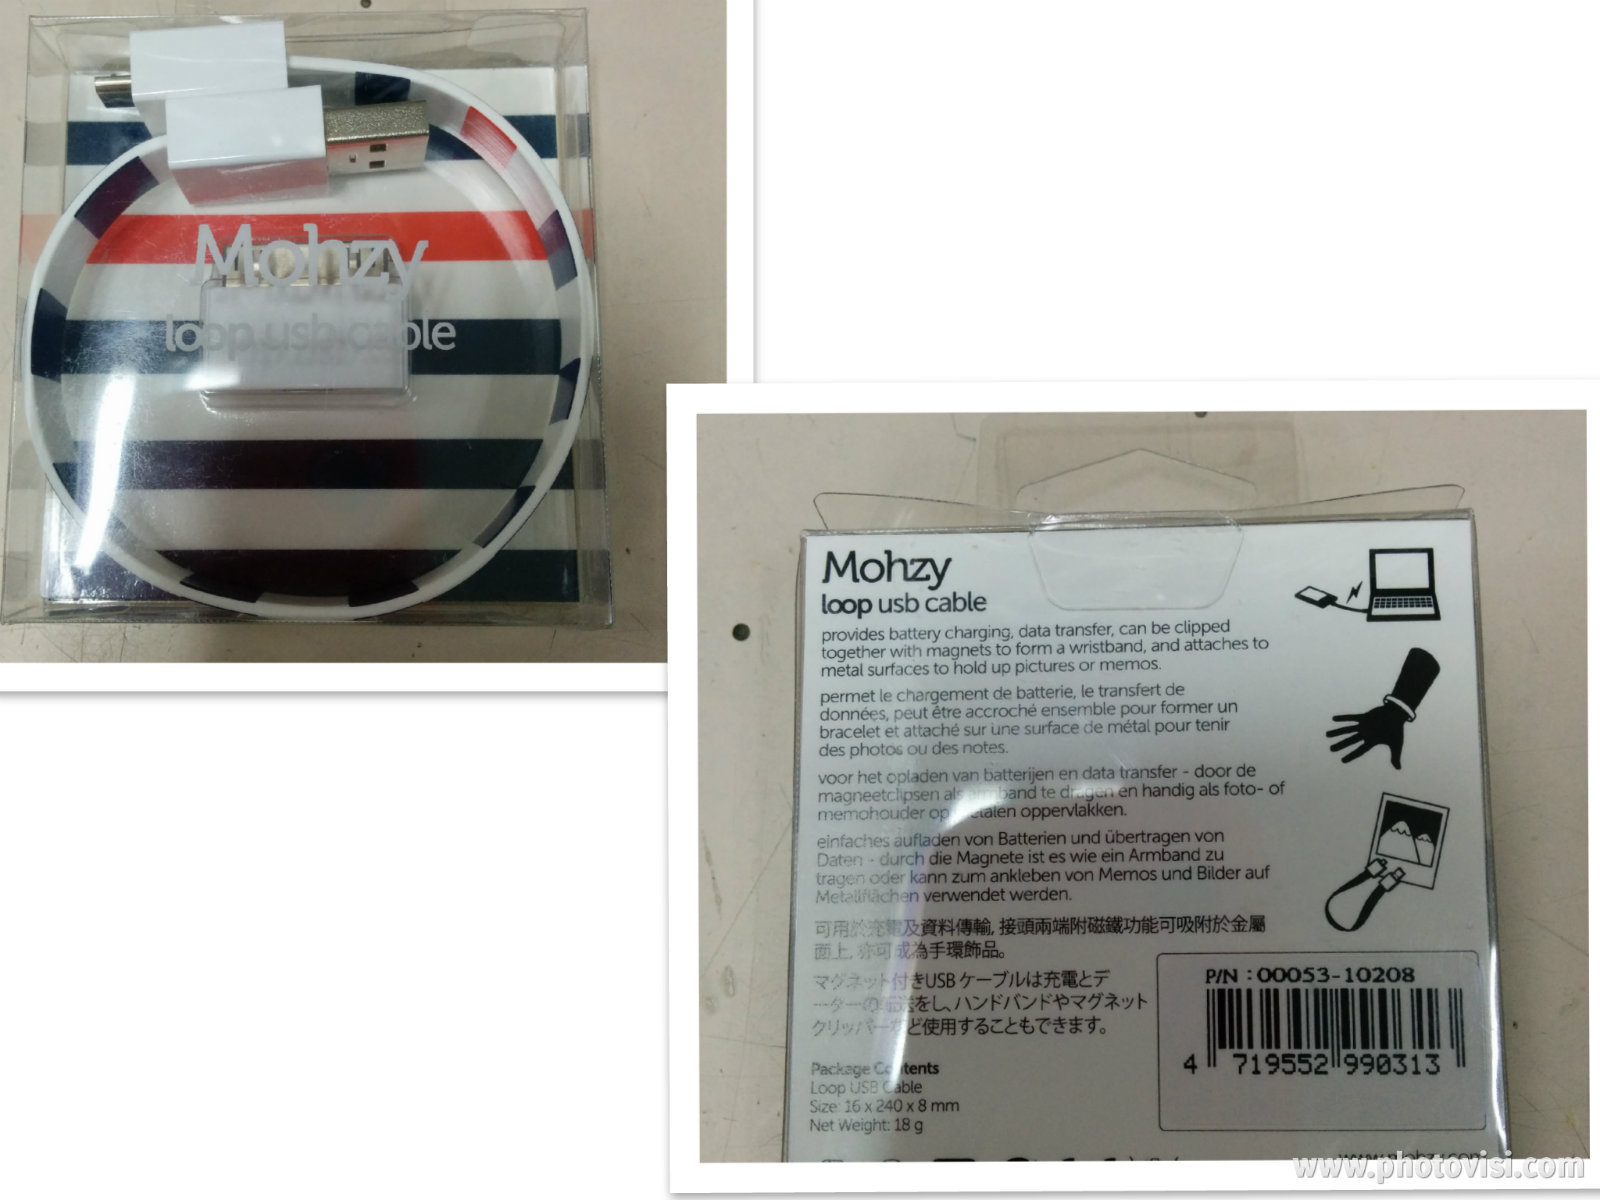 Mohzy
loop usb cable
Mohzy
loop usb cable
provides battery charging, data transfer, can be clipped
together with magnets to form a wristband, and attaches to
metal surfaces to hold up pictures or memos.
permet le chargement de batterie, le transfert de
données, peut être accroché ensemble pour former un
bracelet et attaché sur une surface de métal pour tenir
des photos ou des notes.
voor het opladen van batterijen en data transfer - door de
magneetclipsen als armband te dragen en handig als foto- of
memohouder op metalen oppervlakken.
einfaches aufladen von Batterien und übertragen von
Daten - durch die Magnete ist es wie ein Armband zu
tragen oder kann zum ankleben von Memos und Bilder auf
Metallflächen verwendet werden.
可用於充電及資料傳輸, 接頭兩端附磁鐵功能可吸附於金屬
面上, 亦可成為手環飾品。
マグネット付きUSB ケーブルは充電とデ
ーターの転送をし、ハンドバンドやマグネット
クリッパーなど使用することもできます。
Package Contents
Loop USB Cable
Size: 16 x 240 x 8 mm
Net Weight: 18 g
P/N : 00053-10208
4 719552 990313
www.mohzy.com
www.photovisi.com